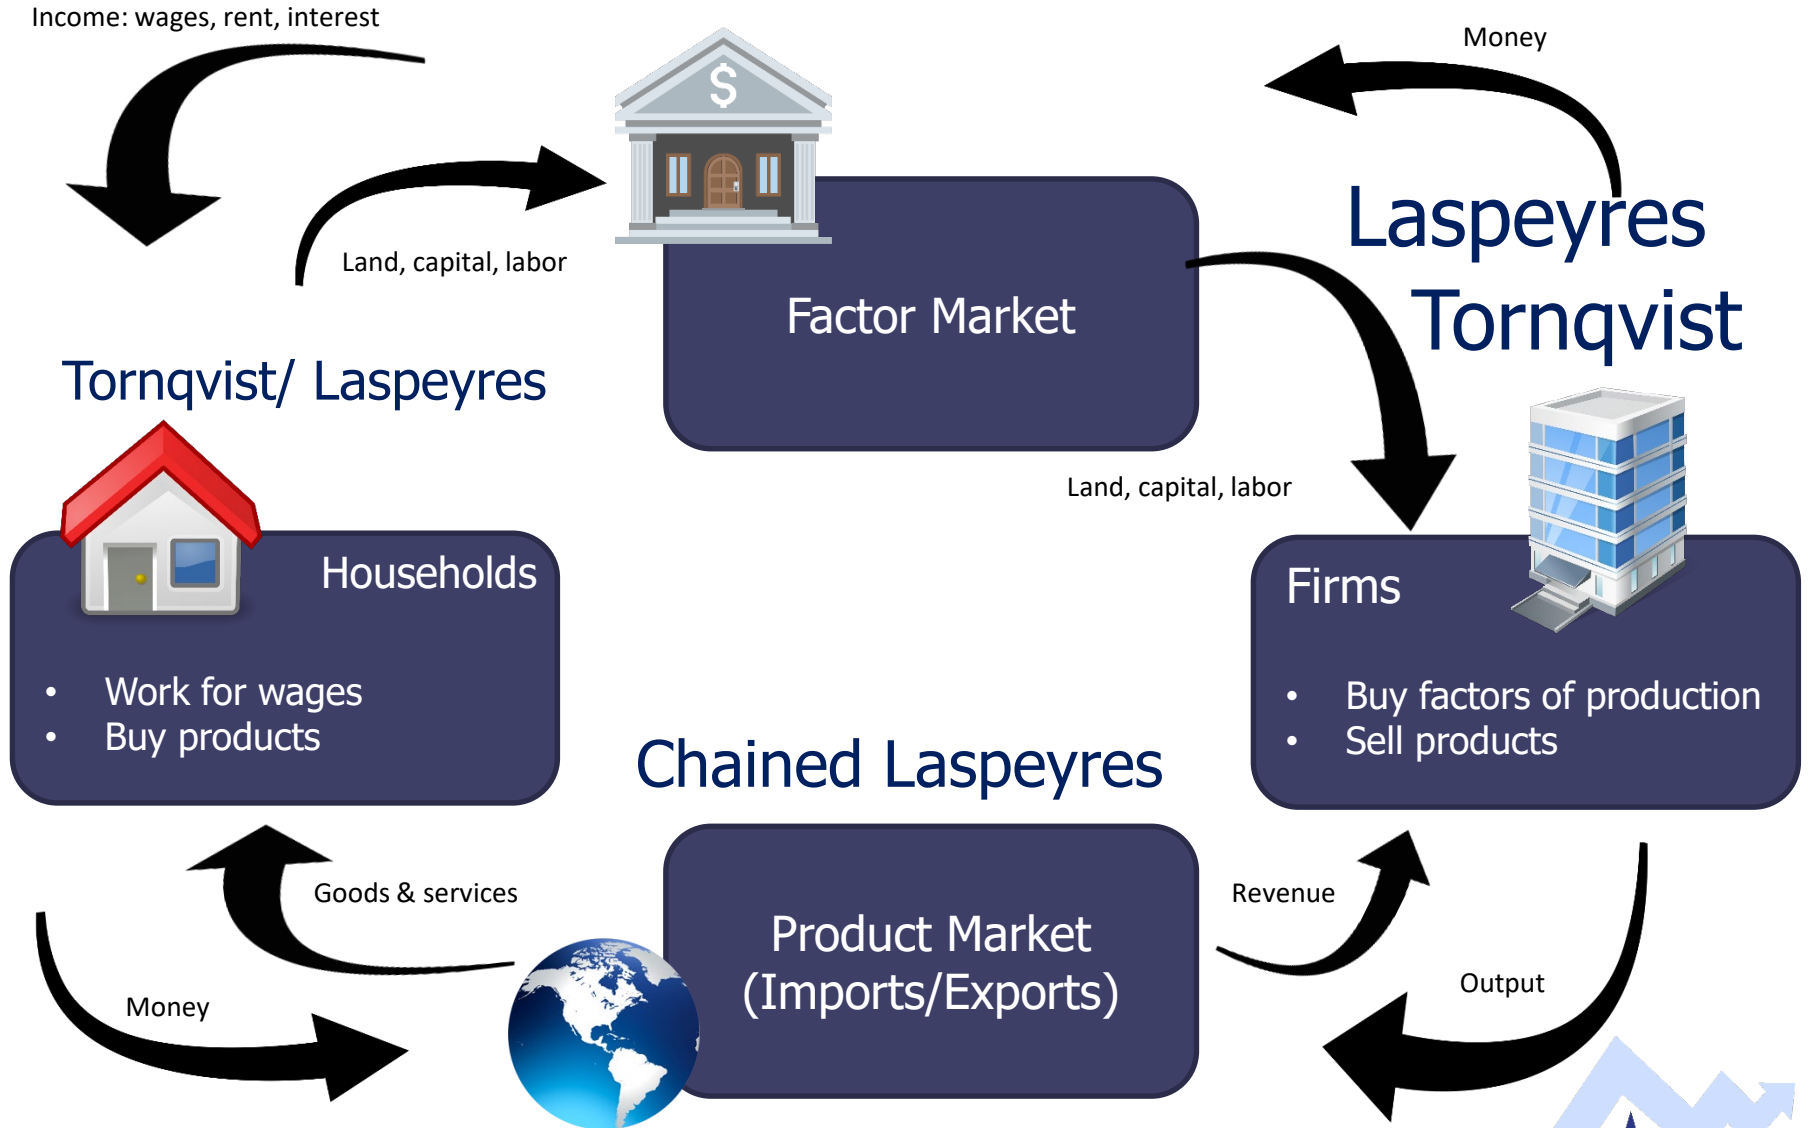 Income: wages, rent, interest
Money
$
Laspeyres
Tornqvist
Land, capital, labor
Factor Market
Tornqvist/ Laspeyres
Land, capital, labor
Households
• Work for wages
• Buy products
Firms
• Buy factors of production
• Sell products
Chained Laspeyres
Goods & services
Revenue
Product Market
(Imports/Exports)
Money
Output